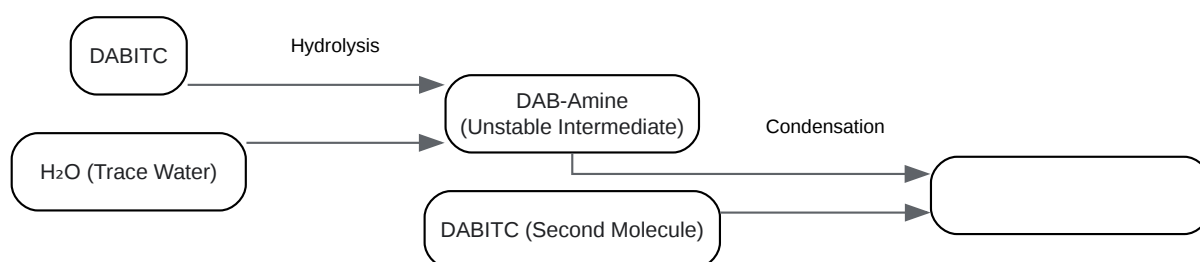 DABITC
Hydrolysis
DAB-Amine
(Unstable Intermediate)
Condensation
H₂O (Trace Water)
DABITC (Second Molecule)